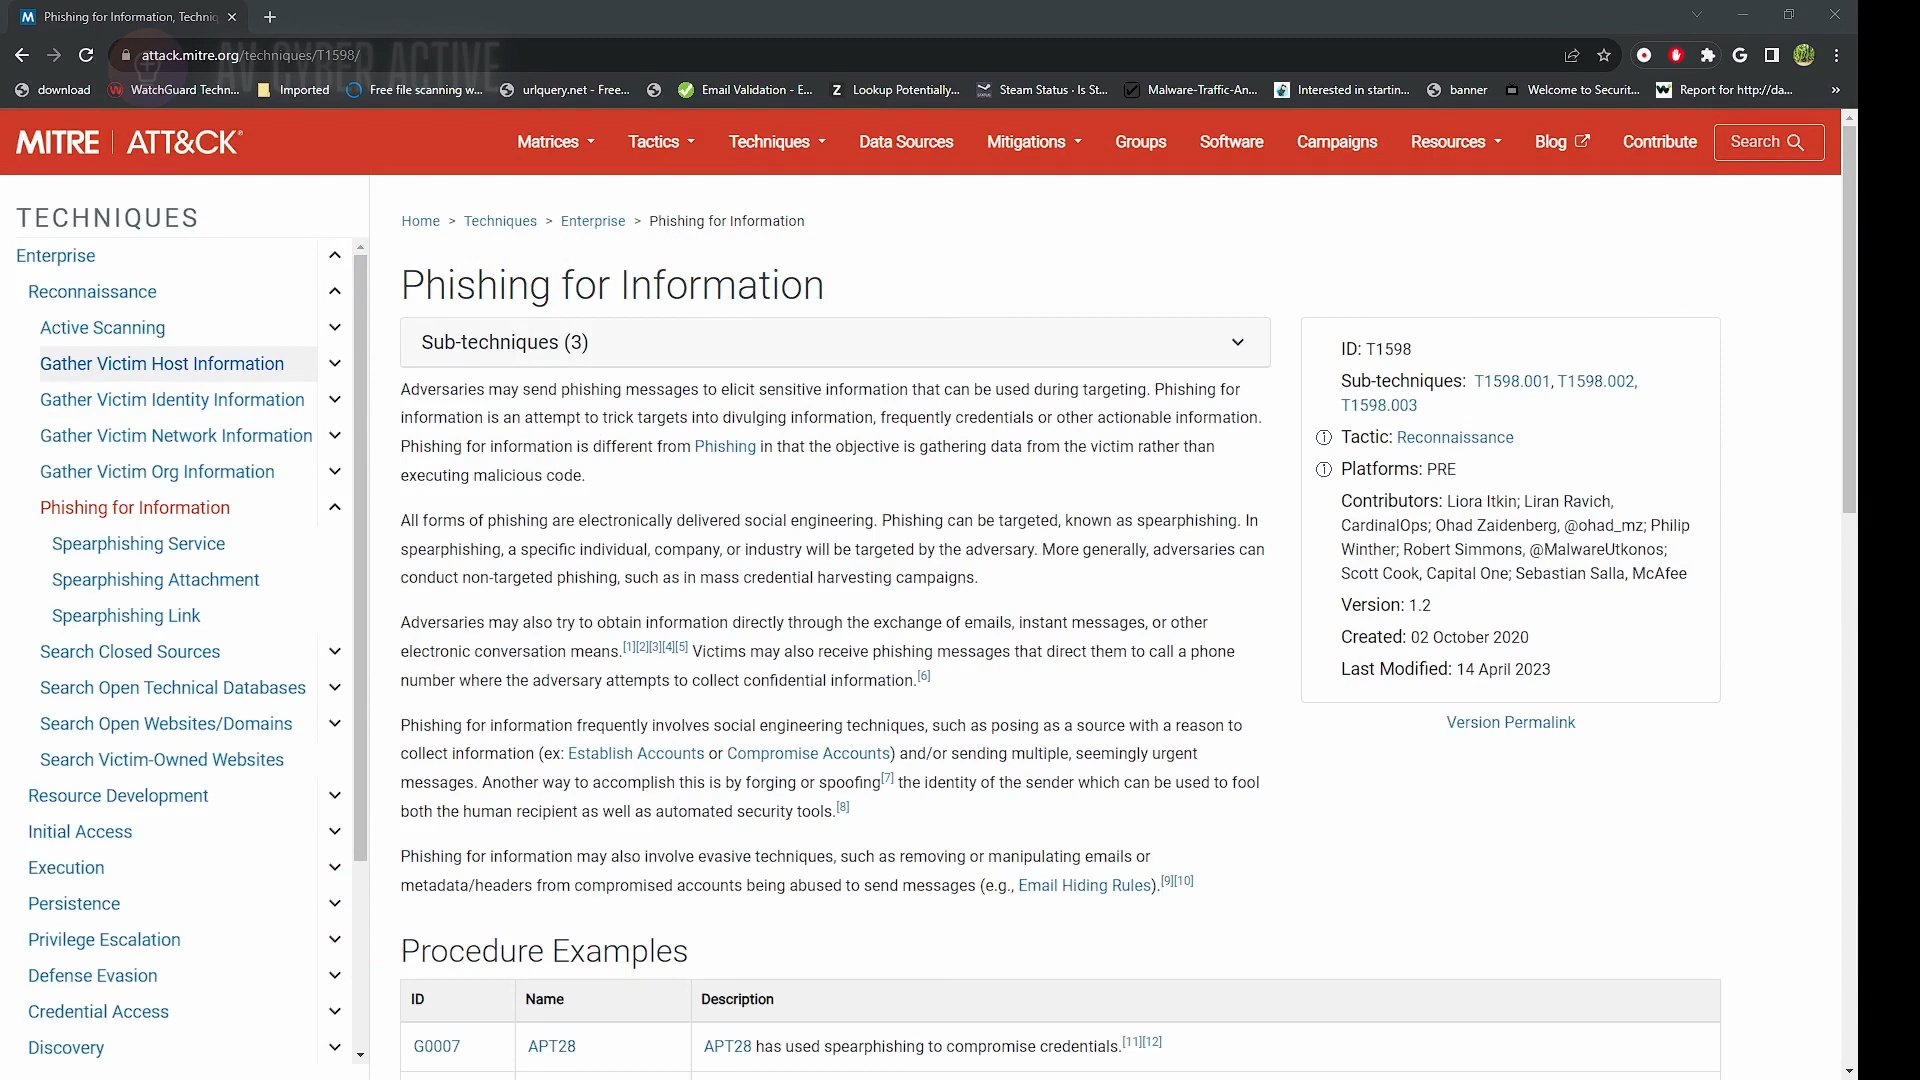 Phishing for Information, Techniq
attack.mitre.org/techniques/T1598/
AV CYBER ACTIVE
download
WatchGuard Techn...
Imported
Free file scanning w...
urlquery.net - Free...
Email Validation - E...
Lookup Potentially...
Steam Status · Is St...
Malware-Traffic-An...
Interested in startin...
banner
Welcome to Securit...
Report for http://da...
»
MITRE | ATT&CK®
Matrices
Tactics
Techniques
Data Sources
Mitigations
Groups
Software
Campaigns
Resources
Blog
Contribute
Search
TECHNIQUES
Enterprise
Reconnaissance
Active Scanning
Gather Victim Host Information
Gather Victim Identity Information
Gather Victim Network Information
Gather Victim Org Information
Phishing for Information
Spearphishing Service
Spearphishing Attachment
Spearphishing Link
Search Closed Sources
Search Open Technical Databases
Search Open Websites/Domains
Search Victim-Owned Websites
Resource Development
Initial Access
Execution
Persistence
Privilege Escalation
Defense Evasion
Credential Access
Discovery
Home > Techniques > Enterprise > Phishing for Information
Phishing for Information
Sub-techniques (3)
Adversaries may send phishing messages to elicit sensitive information that can be used during targeting. Phishing for
information is an attempt to trick targets into divulging information, frequently credentials or other actionable information.
Phishing for information is different from Phishing in that the objective is gathering data from the victim rather than
executing malicious code.
All forms of phishing are electronically delivered social engineering. Phishing can be targeted, known as spearphishing. In
spearphishing, a specific individual, company, or industry will be targeted by the adversary. More generally, adversaries can
conduct non-targeted phishing, such as in mass credential harvesting campaigns.
Adversaries may also try to obtain information directly through the exchange of emails, instant messages, or other
electronic conversation means.[1][2][3][4][5] Victims may also receive phishing messages that direct them to call a phone
number where the adversary attempts to collect confidential information.[6]
Phishing for information frequently involves social engineering techniques, such as posing as a source with a reason to
collect information (ex: Establish Accounts or Compromise Accounts) and/or sending multiple, seemingly urgent
messages. Another way to accomplish this is by forging or spoofing[7] the identity of the sender which can be used to fool
both the human recipient as well as automated security tools.[8]
Phishing for information may also involve evasive techniques, such as removing or manipulating emails or
metadata/headers from compromised accounts being abused to send messages (e.g., Email Hiding Rules).[9][10]
ID: T1598
Sub-techniques: T1598.001, T1598.002,
T1598.003
Tactic: Reconnaissance
Platforms: PRE
Contributors: Liora Itkin; Liran Ravich,
CardinalOps; Ohad Zaidenberg, @ohad_mz; Philip
Winther; Robert Simmons, @MalwareUtkonos;
Scott Cook, Capital One; Sebastian Salla, McAfee
Version: 1.2
Created: 02 October 2020
Last Modified: 14 April 2023
Version Permalink
Procedure Examples
ID Name Description
G0007 APT28 APT28 has used spearphishing to compromise credentials.[11][12]